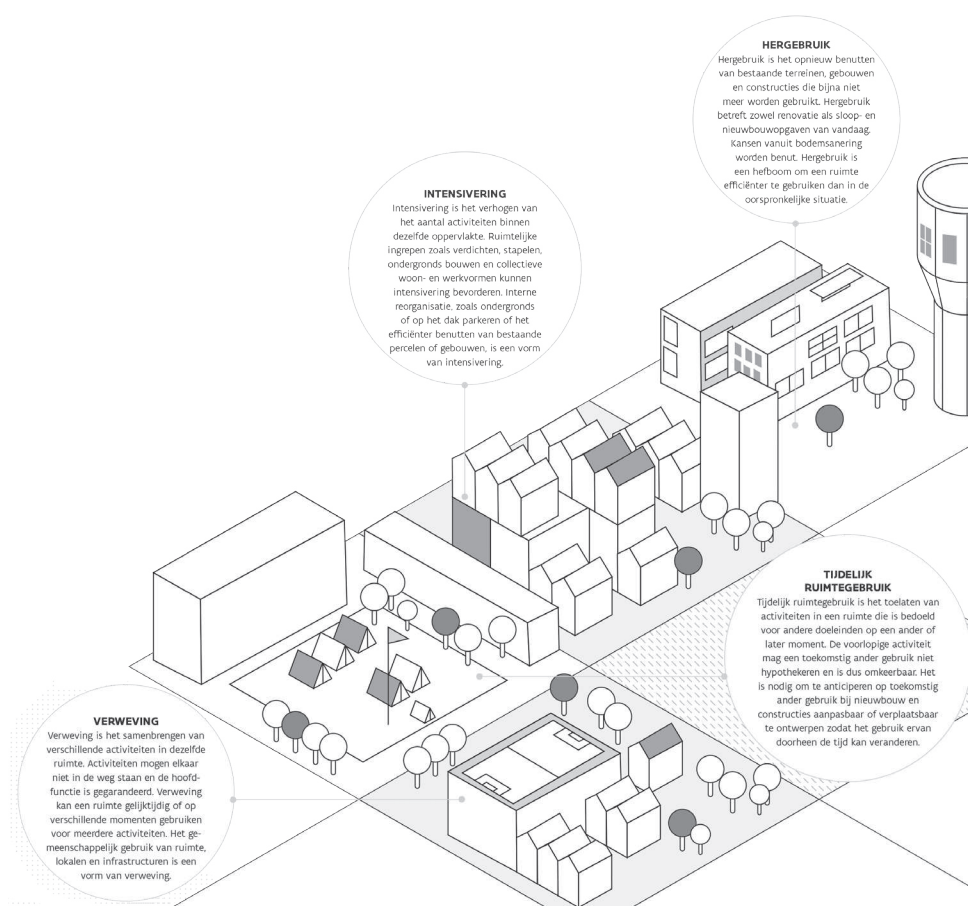 HERGEBRUIK
Hergebruik is het opnieuw benutten
van bestaande terreinen, gebouwen
en constructies die bijna niet
meer worden gebruikt. Hergebruik
betreft zowel renovatie als sloop- en
nieuwbouwopgaven van vandaag.
Kansen vanuit bodemsanering
worden benut. Hergebruik is
een hefboom om een ruimte
efficiënter te gebruiken dan in de
oorspronkelijke situatie.
INTENSIVERING
Intensivering is het verhogen van
het aantal activiteiten binnen
dezelfde oppervlakte. Ruimtelijke
ingrepen zoals verdichten, stapelen,
ondergronds bouwen en collectieve
woon- en werkvormen kunnen
intensivering bevorderen. Interne
reorganisatie, zoals ondergronds
of op het dak parkeren of het
efficiënter benutten van bestaande
percelen of gebouwen, is een vorm
van intensivering.
TIJDELIJK
RUIMTEGEBRUIK
Tijdelijk ruimtegebruik is het toelaten van
activiteiten in een ruimte die is bedoeld
voor andere doeleinden op een ander of
later moment. De voorlopige activiteit
mag een toekomstig ander gebruik niet
hypothekeren en is dus omkeerbaar. Het
is nodig om te anticiperen op toekomstig
ander gebruik bij nieuwbouw en
constructies aanpasbaar of verplaatsbaar
te ontwerpen zodat het gebruik ervan
doorheen de tijd kan veranderen.
VERWEVING
Verweving is het samenbrengen van
verschillende activiteiten in dezelfde
ruimte. Activiteiten mogen elkaar
niet in de weg staan en de hoofd-
functie is gegarandeerd. Verweving
kan een ruimte gelijktijdig of op
verschillende momenten gebruiken
voor meerdere activiteiten. Het ge-
meenschappelijk gebruik van ruimte,
lokalen en infrastructuren is een
vorm van verweving.